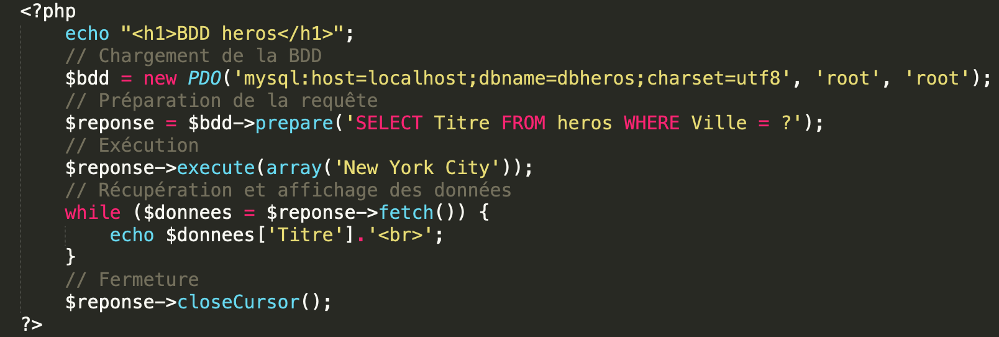 <?php
echo "<h1>BDD heros</h1>";
// Chargement de la BDD
$bdd = new PDO('mysql:host=localhost;dbname=dbheros;charset=utf8', 'root', 'root');
// Préparation de la requête
$reponse = $bdd->prepare('SELECT Titre FROM heros WHERE Ville = ?');
// Exécution
$reponse->execute(array('New York City'));
// Récupération et affichage des données
while ($donnees = $reponse->fetch()) {
echo $donnees['Titre'].'<br>';
}
// Fermeture
$reponse->closeCursor();
?>